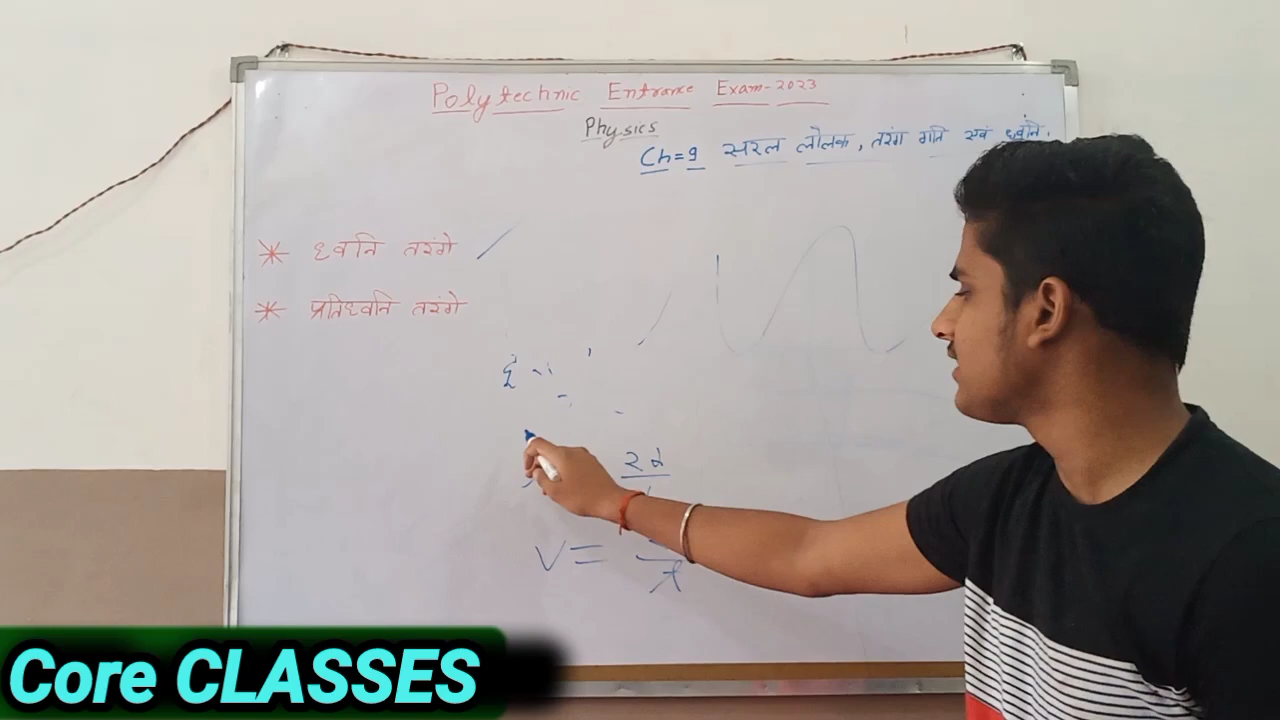 Polytechnic Entrance Exam-2023
Physics
Ch=9 सरल लोलक, तरंग गति एवं ध्वनि.
* ध्वनि तरंगे
* प्रतिध्वनि तरंगे
V=
t
Core CLASSES